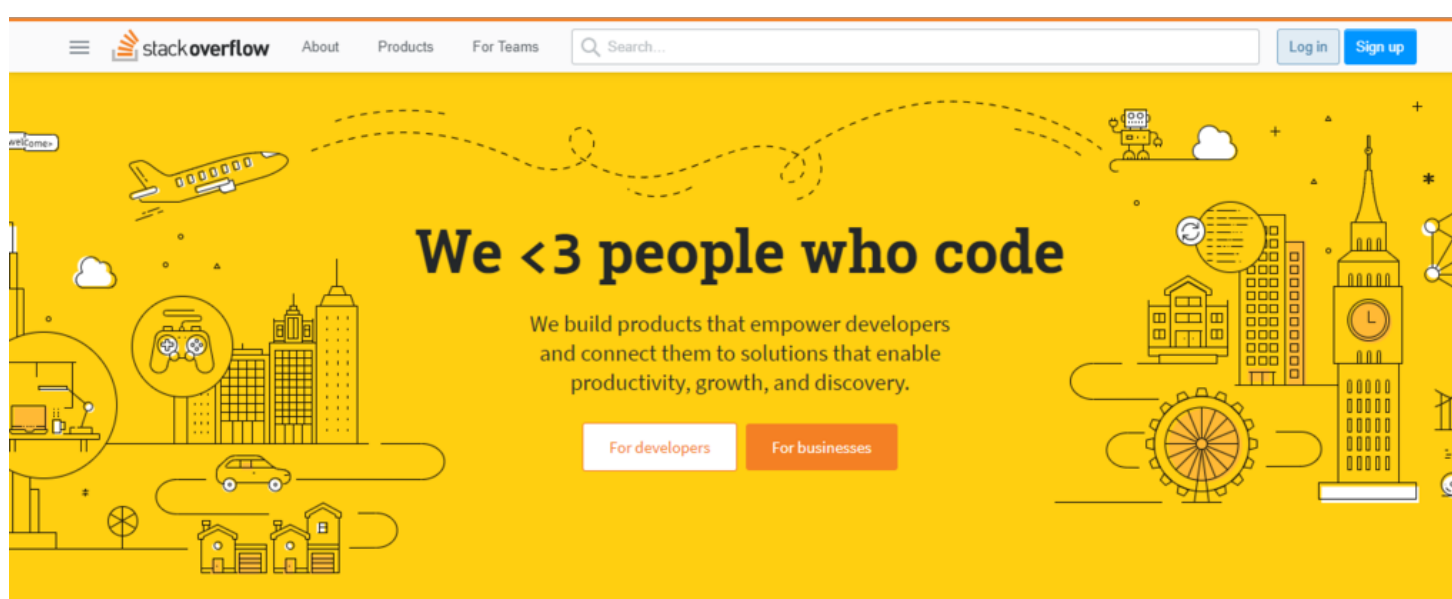 stackoverflow About Products For Teams Search... Log in Sign up
welcome>
We <3 people who code
We build products that empower developers
and connect them to solutions that enable
productivity, growth, and discovery.
For developers For businesses